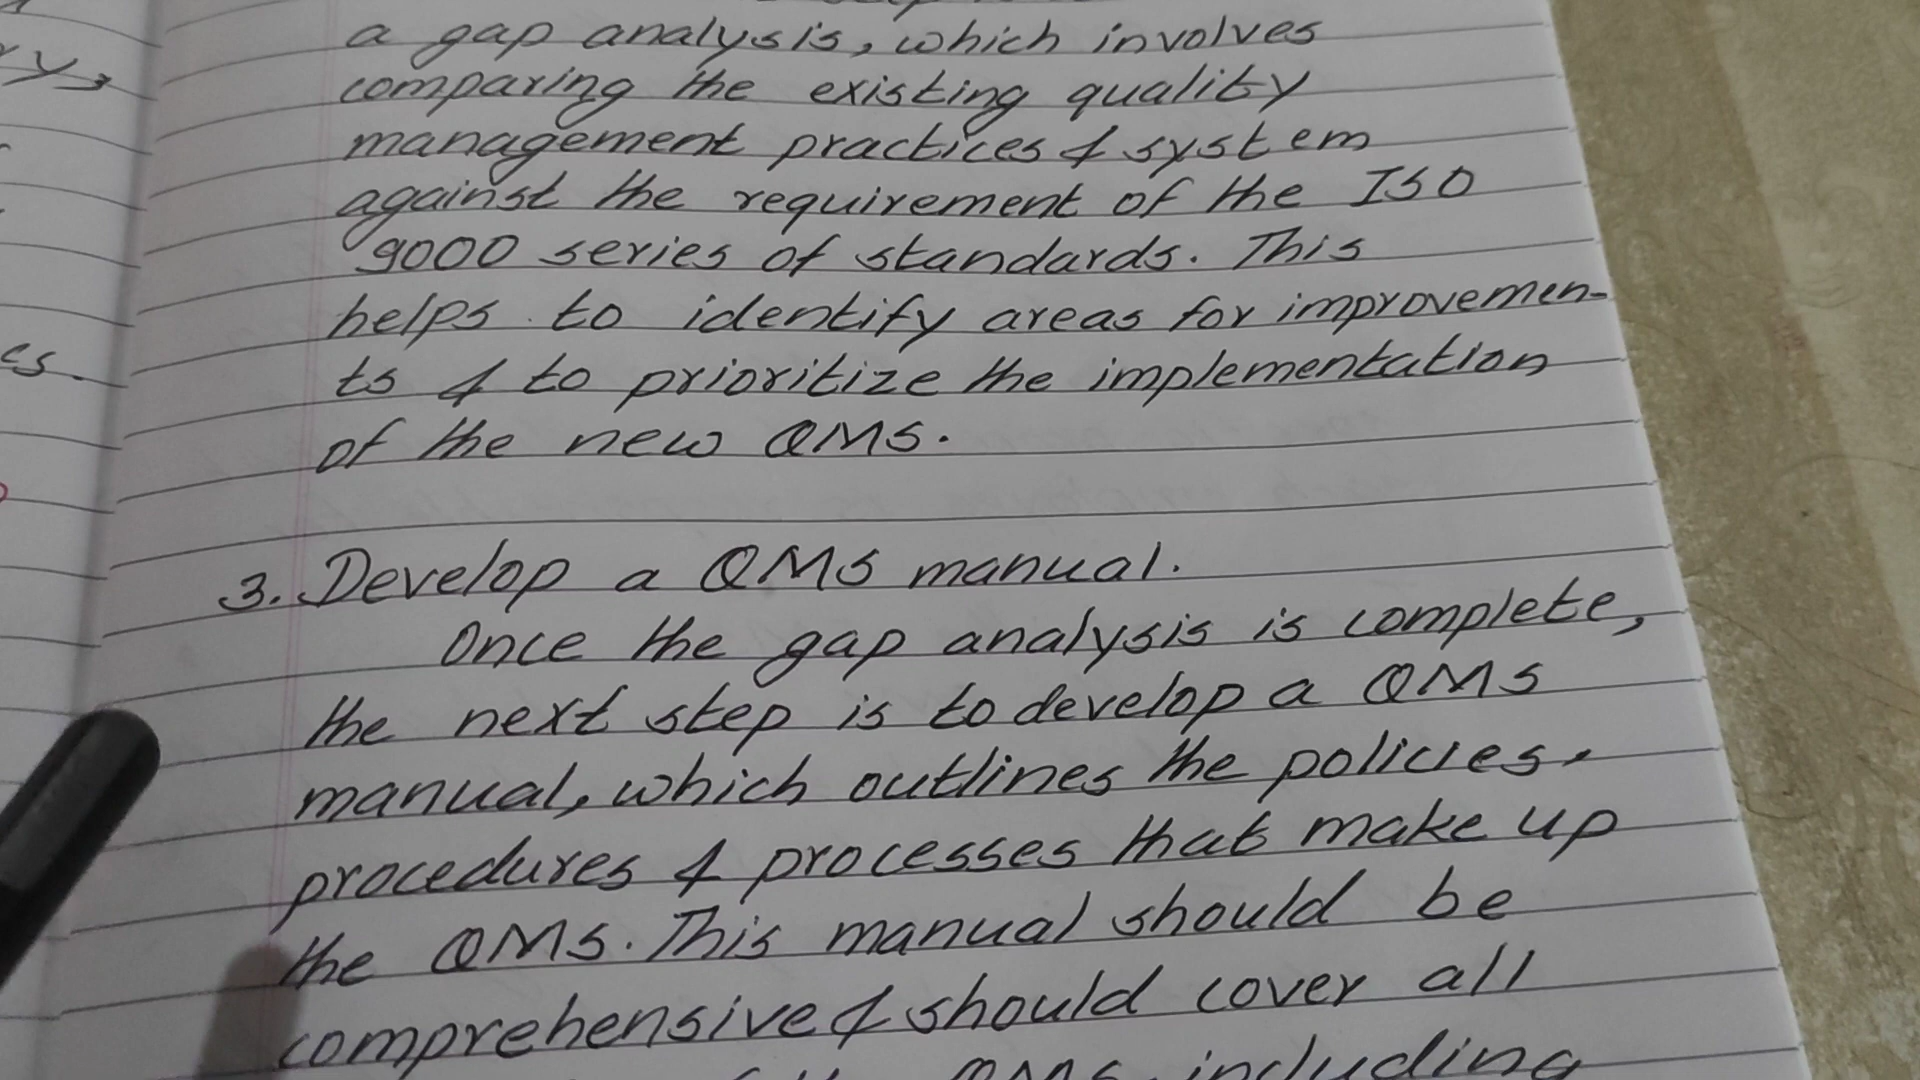 a gap analysis, which involves
comparing the existing quality
management practices & system
against the requirement of the ISO
9000 series of standards. This
helps to identify areas for improvemen-
ts & to prioritize the implementation
of the new QMS.
3. Develop a QMS manual.
Once the gap analysis is complete,
the next step is to develop a QMS
manual, which outlines the policies,
procedures & processes that make up
the QMS. This manual should be
comprehensive & should cover all
QMS, including